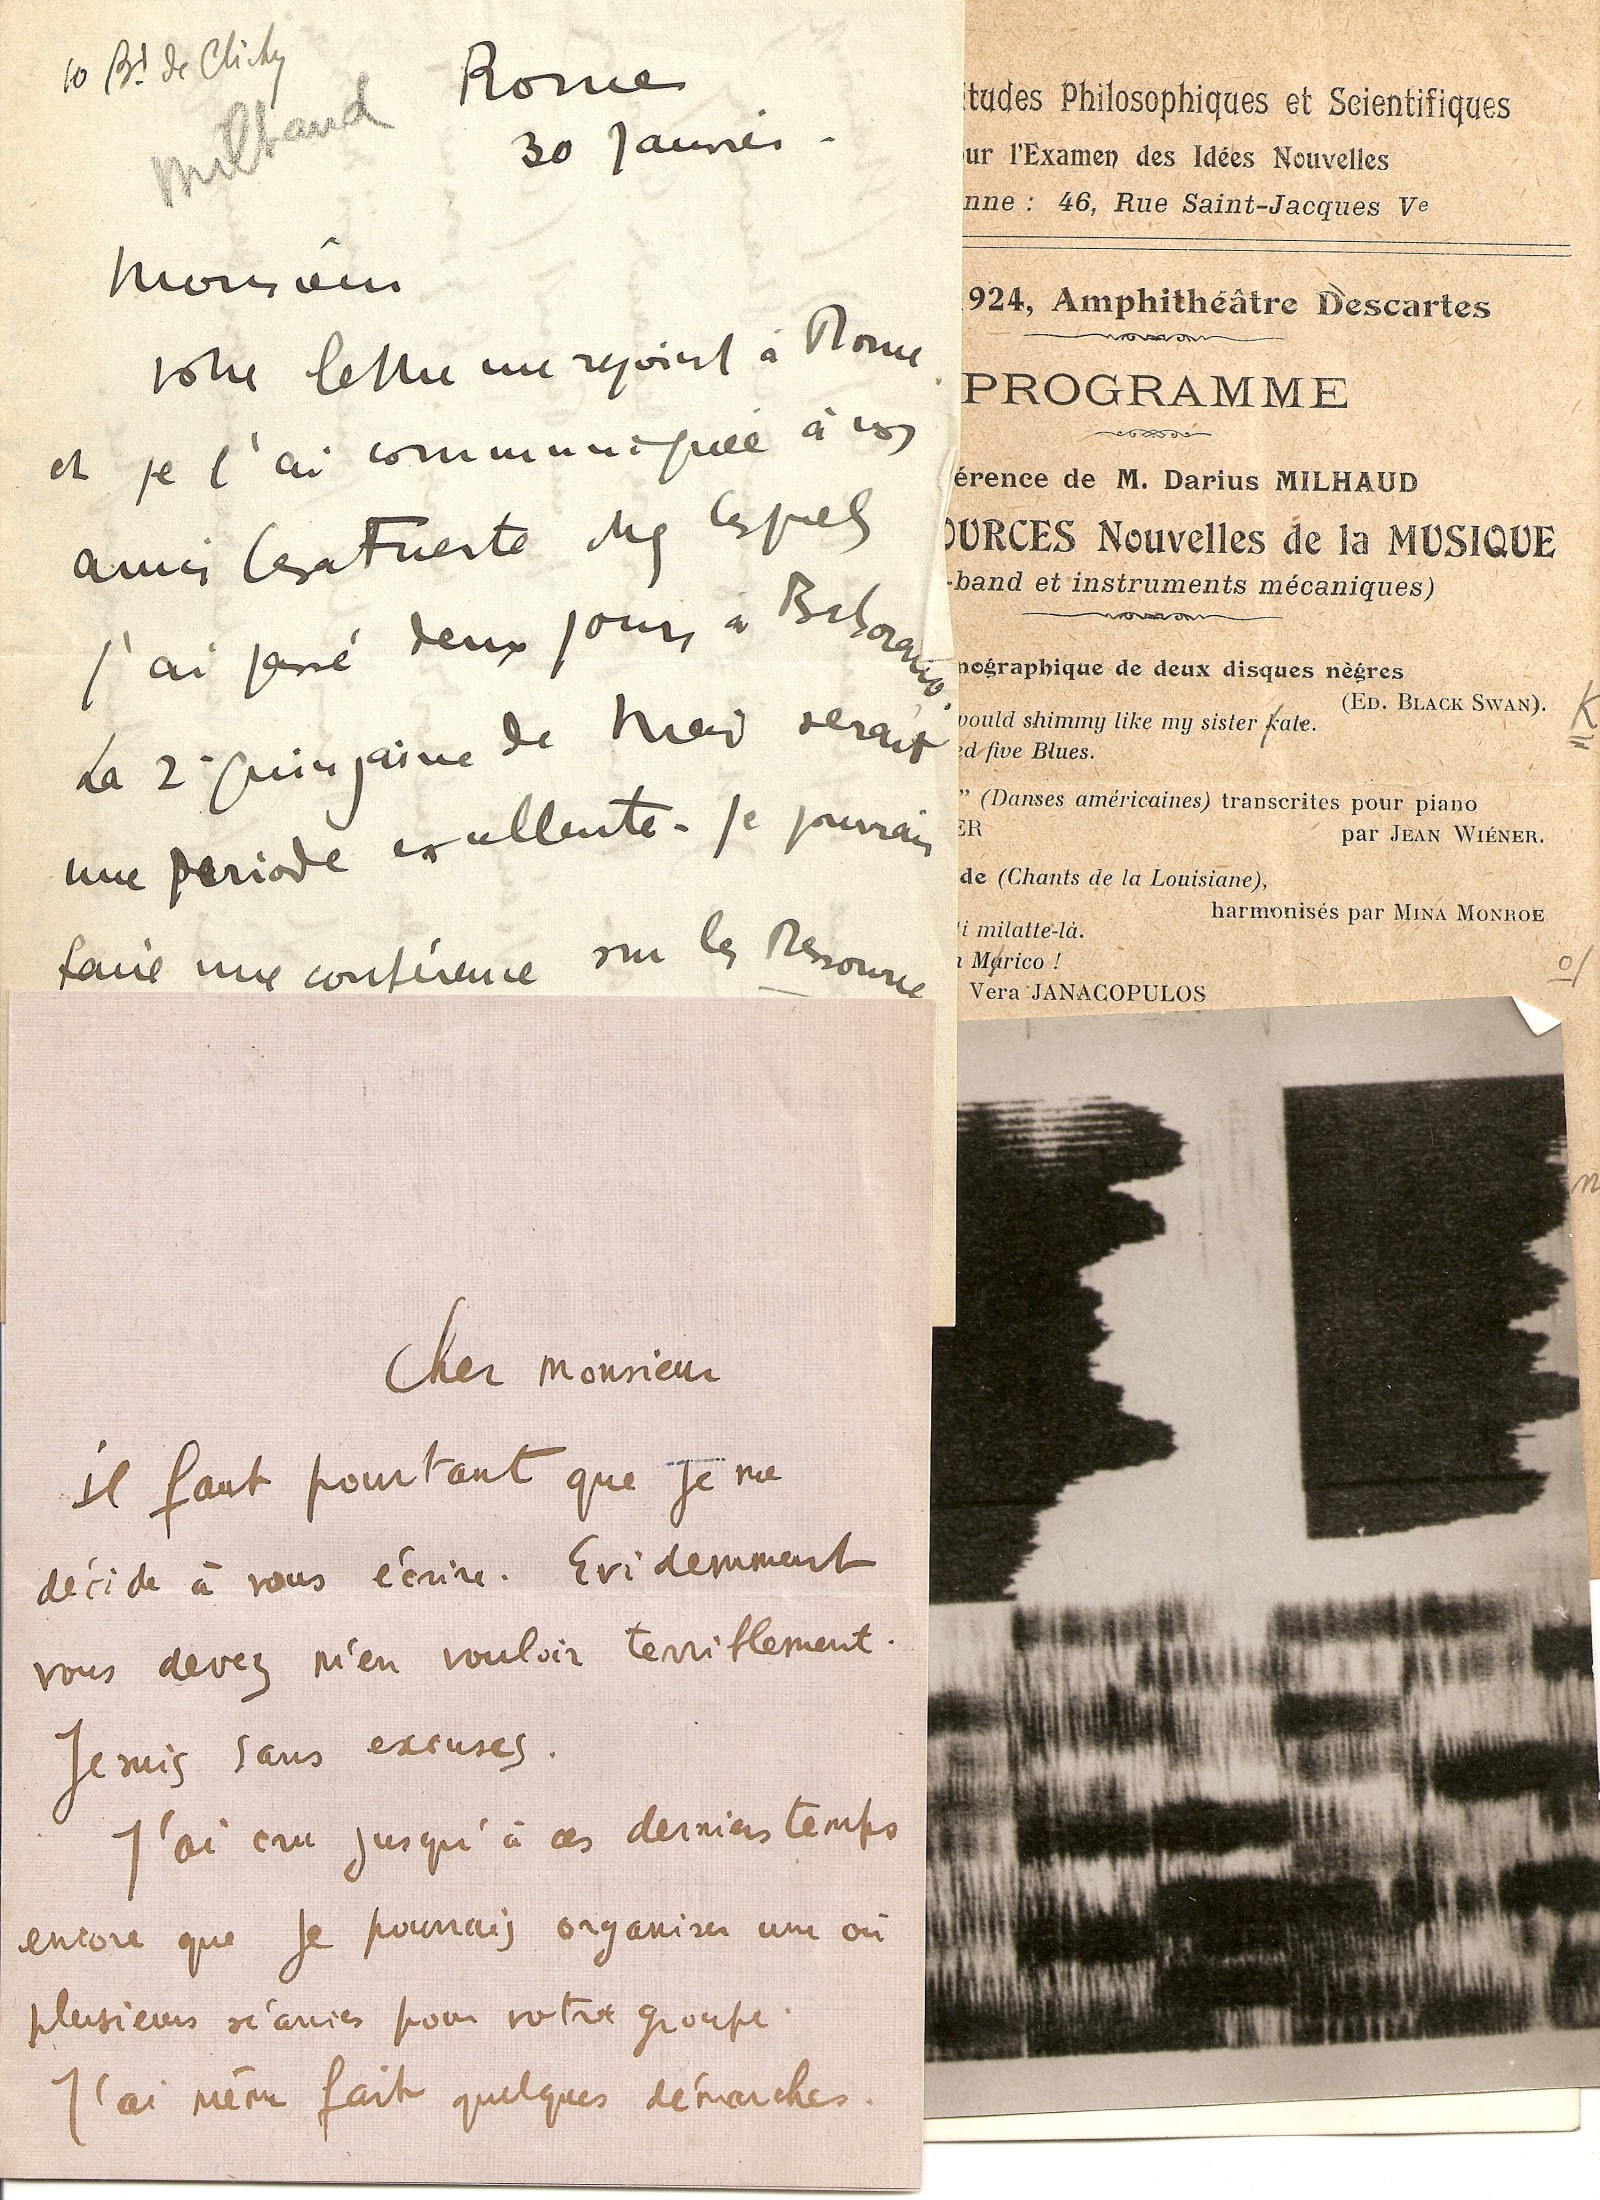 10 Bd de Clichy
Milhaud
Rome
30 Janvier -
Monsieur
votre lettre me rejoint à Rome
et je l'ai communiquée à vos
amis Casa Fuerte chez lesquels
j'ai passé deux jours à
La 2e quinzaine de Mai serait
une periode excellente - Je pourrais
faire une conférence sur les Ressources
tudes Philosophiques et Scientifiques
ur l'Examen des Idées Nouvelles
nne : 46, Rue Saint-Jacques Ve
1924, Amphithéâtre Descartes
PROGRAMME
érence de M. Darius MILHAUD
OURCES Nouvelles de la MUSIQUE
-band et instruments mécaniques)
nographique de deux disques nègres
(ED. BLACK SWAN).
would shimmy like my sister kate.
K
ed five Blues.
" (Danses américaines) transcrites pour piano
ER par JEAN WIÉNER.
de (Chants de la Louisiane),
harmonisés par MINA MONROE
i milatte-là.
n Marico !
o/
Vera JANACOPULOS
n
Cher Monsieur
Il faut pourtant que je me
décide à vous écrire. Evidemment
vous devez m'en vouloir terriblement.
Je suis sans excuses.
J'ai cru jusqu'à ces derniers temps
encore que je pourrais organiser une ou
plusieurs séances pour votre groupe.
J'ai même fait quelques démarches.